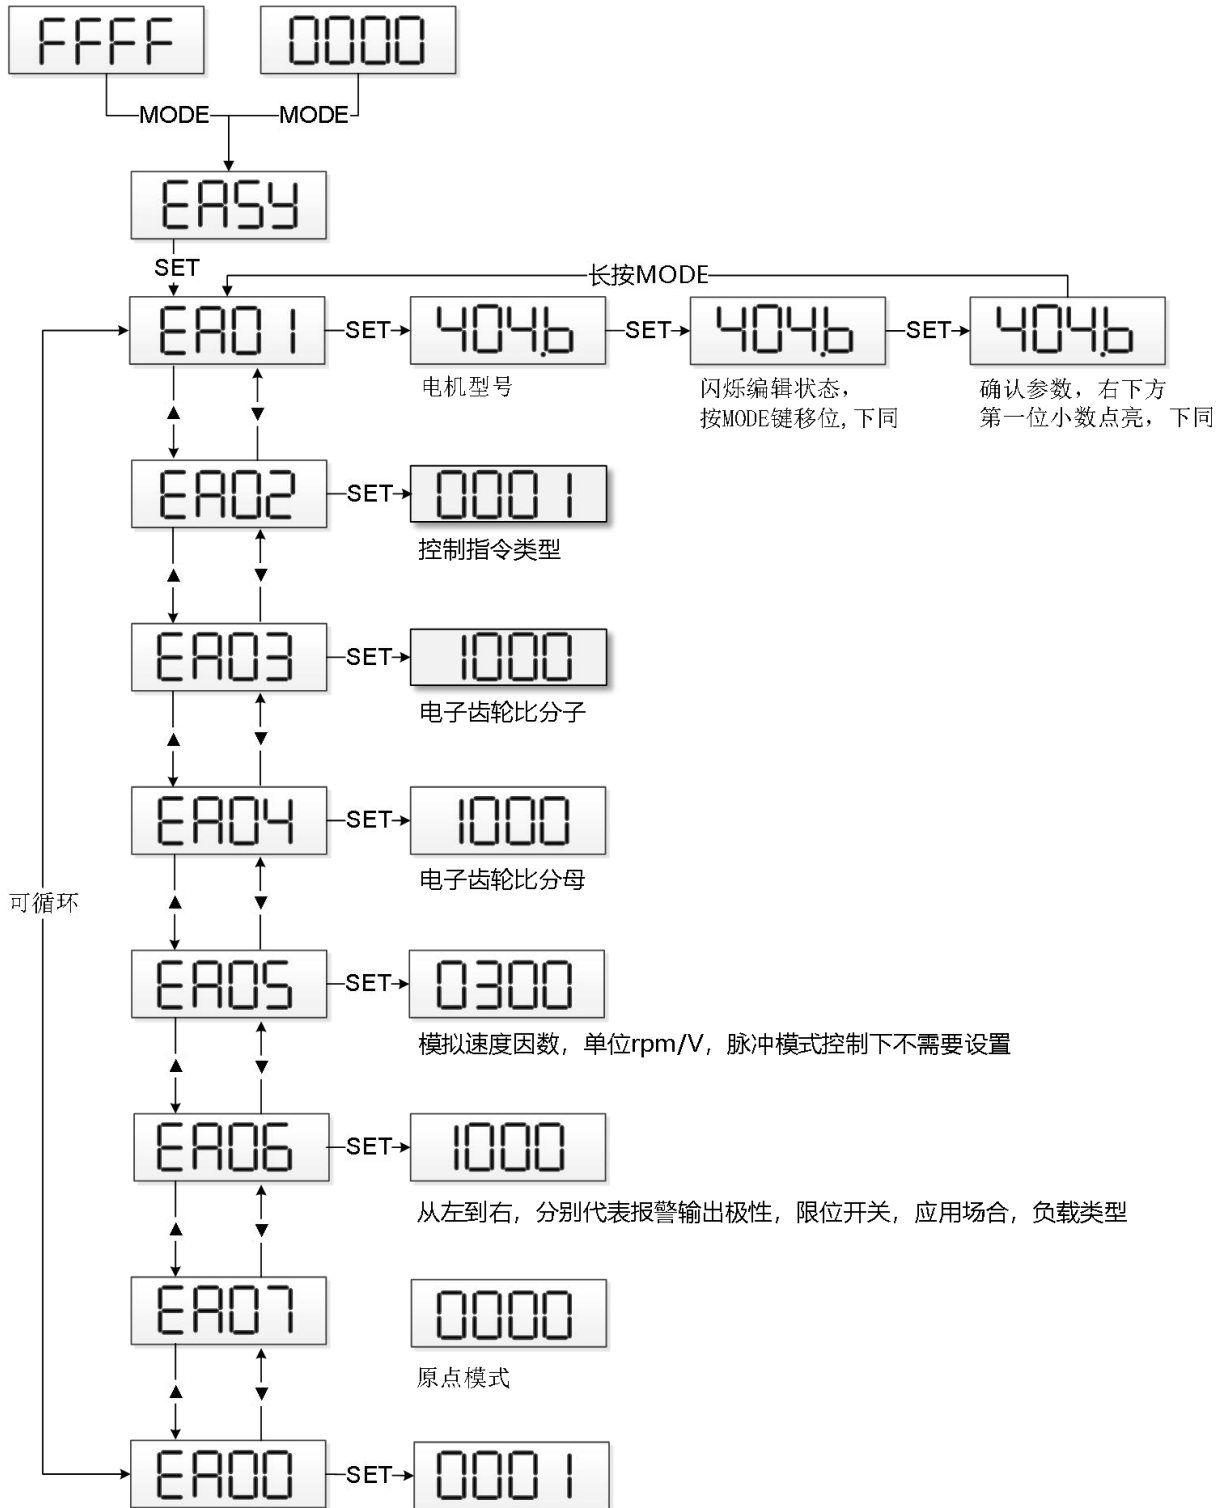 FFFF 0000
MODE MODE
EASY
SET
长按MODE
EA01 SET 404.b SET 404.b SET 404.b
电机型号
闪烁编辑状态，
按MODE键移位,下同
确认参数，右下方
第一位小数点亮，下同
▲ ▼
EA02 SET 0001
控制指令类型
▲ ▼
EA03 SET 1000
电子齿轮比分子
▲ ▼
EA04 SET 1000
电子齿轮比分母
可循环
▲ ▼
EA05 SET 0300
模拟速度因数，单位rpm/V，脉冲模式控制下不需要设置
▲ ▼
EA06 SET 1000
从左到右，分别代表报警输出极性，限位开关，应用场合，负载类型
▲ ▼
EA07 0000
原点模式
▲ ▼
EA00 SET 0001